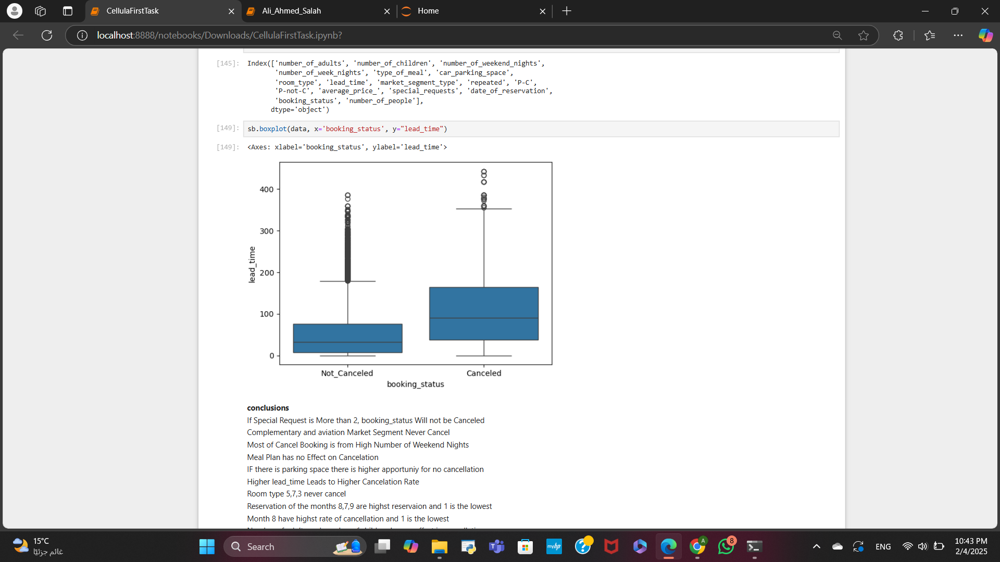 CellulaFirstTask
Ali_Ahmed_Salah
Home
localhost:8888/notebooks/Downloads/CellulaFirstTask.ipynb?
[145]: Index(['number_of_adults', 'number_of_children', 'number_of_weekend_nights',
'number_of_week_nights', 'type_of_meal', 'car_parking_space',
'room_type', 'lead_time', 'market_segment_type', 'repeated', 'P-C',
'P-not-C', 'average_price_', 'special_requests', 'date_of_reservation',
'booking_status', 'number_of_people'],
dtype='object')
[149]: sb.boxplot(data, x='booking_status', y="lead_time")
[149]: <Axes: xlabel='booking_status', ylabel='lead_time'>
400
300
200
100
0
lead_time
Not_Canceled
Canceled
booking_status
conclusions
If Special Request is More than 2, booking_status Will not be Canceled
Complementary and aviation Market Segment Never Cancel
Most of Cancel Booking is from High Number of Weekend Nights
Meal Plan has no Effect on Cancelation
IF there is parking space there is higher apportuniy for no cancellation
Higher lead_time Leads to Higher Cancelation Rate
Room type 5,7,3 never cancel
Reservation of the months 8,7,9 are highst reservaion and 1 is the lowest
Month 8 have highst rate of cancellation and 1 is the lowest
15°C
غائم جزئيًا
Search
myhp
A
8
ENG
10:43 PM
2/4/2025